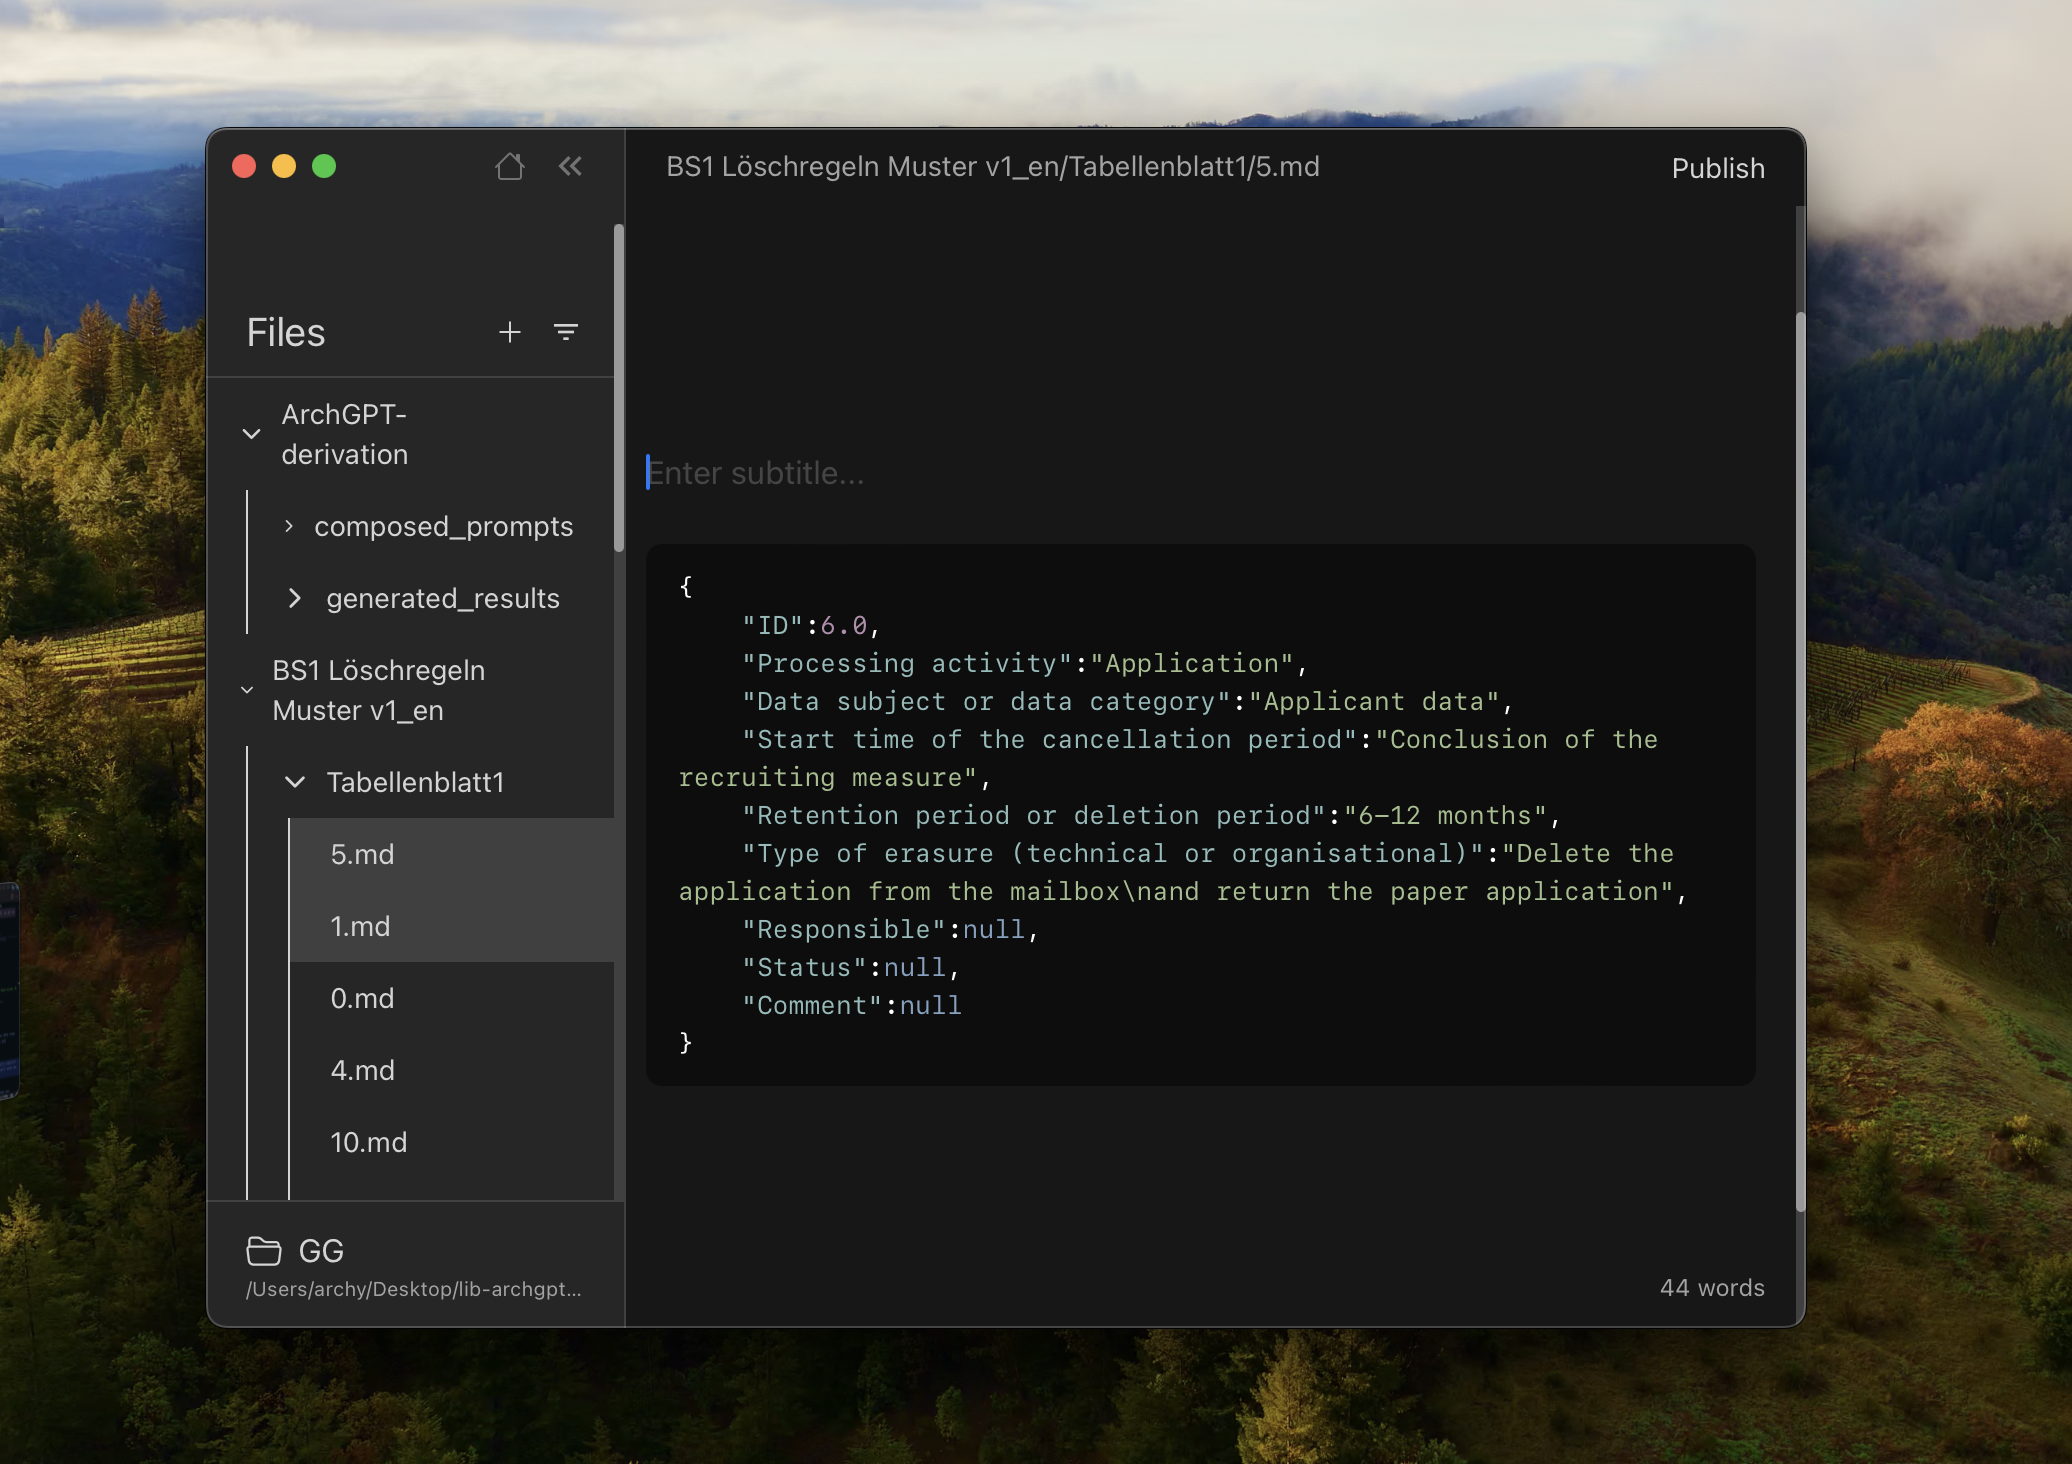 BS1 Löschregeln Muster v1_en/Tabellenblatt1/5.md
Publish
Files
ArchGPT-
derivation
composed_prompts
generated_results
BS1 Löschregeln
Muster v1_en
Tabellenblatt1
5.md
1.md
0.md
4.md
10.md
GG
/Users/archy/Desktop/lib-archgpt...
Enter subtitle...
{
"ID":6.0,
"Processing activity":"Application",
"Data subject or data category":"Applicant data",
"Start time of the cancellation period":"Conclusion of the
recruiting measure",
"Retention period or deletion period":"6–12 months",
"Type of erasure (technical or organisational)":"Delete the
application from the mailbox\nand return the paper application",
"Responsible":null,
"Status":null,
"Comment":null
}
44 words